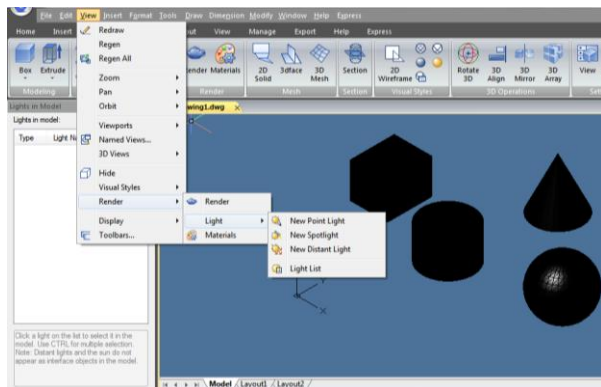 File Edit View Insert Format Tools Draw Dimension Modify Window Help Express
Home Insert out View Manage Export Help Express
Box Extrude ender Materials 2D Solid 3dface 3D Mesh Section 2D Wireframe Rotate 3D 3D Align 3D Mirror 3D Array View
Modeling Render Mesh Section Visual Styles 3D Operations
Redraw
Regen
Regen All
Zoom
Pan
Orbit
Viewports
Named Views...
3D Views
Hide
Visual Styles
Render
Display
Toolbars...
Render
Light
Materials
New Point Light
New Spotlight
New Distant Light
Light List
Lights in Model
wing1.dwg
Lights in model:
Type Light Na
Y
X
Click a light on the list to select it in the
model. Use CTRL for multiple selection.
Note: Distant lights and the sun do not
appear as interface objects in the model.
Model Layout1 Layout2